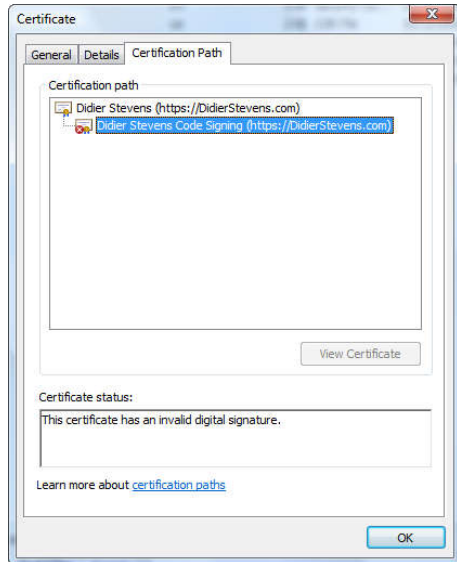 Certificate
General
Details
Certification Path
Certification path
Didier Stevens (https://DidierStevens.com)
Didier Stevens Code Signing (https://DidierStevens.com)
View Certificate
Certificate status:
This certificate has an invalid digital signature.
Learn more about certification paths
OK